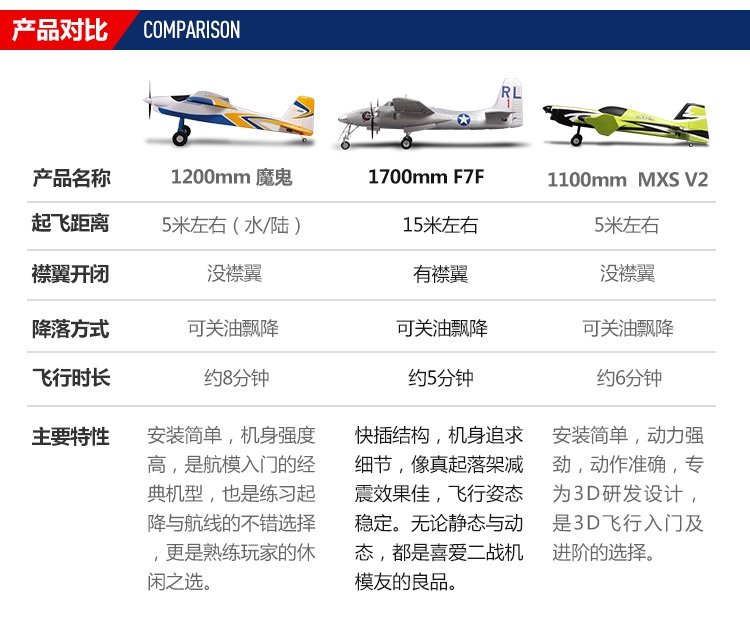 产品对比 COMPARISON
RL
1
产品名称 1200mm 魔鬼 1700mm F7F 1100mm MXS V2
起飞距离 5米左右（水/陆） 15米左右 5米左右
襟翼开闭 没襟翼 有襟翼 没襟翼
降落方式 可关油飘降 可关油飘降 可关油飘降
飞行时长 约8分钟 约5分钟 约6分钟
主要特性
安装简单，机身强度
高，是航模入门的经
典机型，也是练习起
降与航线的不错选择
，更是熟练玩家的休
闲之选。
快插结构，机身追求
细节，像真起落架减
震效果佳，飞行姿态
稳定。无论静态与动
态，都是喜爱二战机
模友的良品。
安装简单，动力强
劲，动作准确，专
为3D研发设计，
是3D飞行入门及
进阶的选择。